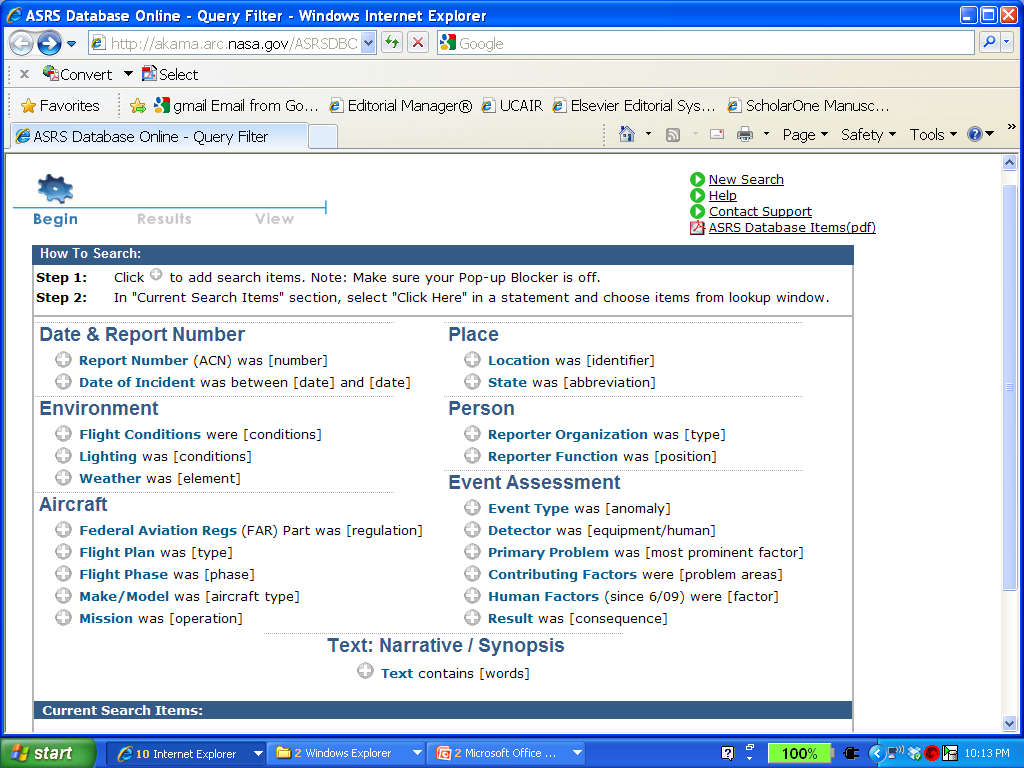 ASRS Database Online - Query Filter - Windows Internet Explorer
http://akama.arc.nasa.gov/ASRSDBC
Google
x Convert Select
Favorites gmail Email from Go... Editorial Manager® UCAIR Elsevier Editorial Sys... ScholarOne Manusc...
ASRS Database Online - Query Filter
Page Safety Tools »
Begin Results View
New Search
Help
Contact Support
ASRS Database Items(pdf)
How To Search:
Step 1: Click to add search items. Note: Make sure your Pop-up Blocker is off.
Step 2: In "Current Search Items" section, select "Click Here" in a statement and choose items from lookup window.
Date & Report Number
Report Number (ACN) was [number]
Date of Incident was between [date] and [date]
Environment
Flight Conditions were [conditions]
Lighting was [conditions]
Weather was [element]
Aircraft
Federal Aviation Regs (FAR) Part was [regulation]
Flight Plan was [type]
Flight Phase was [phase]
Make/Model was [aircraft type]
Mission was [operation]
Place
Location was [identifier]
State was [abbreviation]
Person
Reporter Organization was [type]
Reporter Function was [position]
Event Assessment
Event Type was [anomaly]
Detector was [equipment/human]
Primary Problem was [most prominent factor]
Contributing Factors were [problem areas]
Human Factors (since 6/09) were [factor]
Result was [consequence]
Text: Narrative / Synopsis
Text contains [words]
Current Search Items:
start 10 Internet Explorer 2 Windows Explorer 2 Microsoft Office ... 100% 10:13 PM